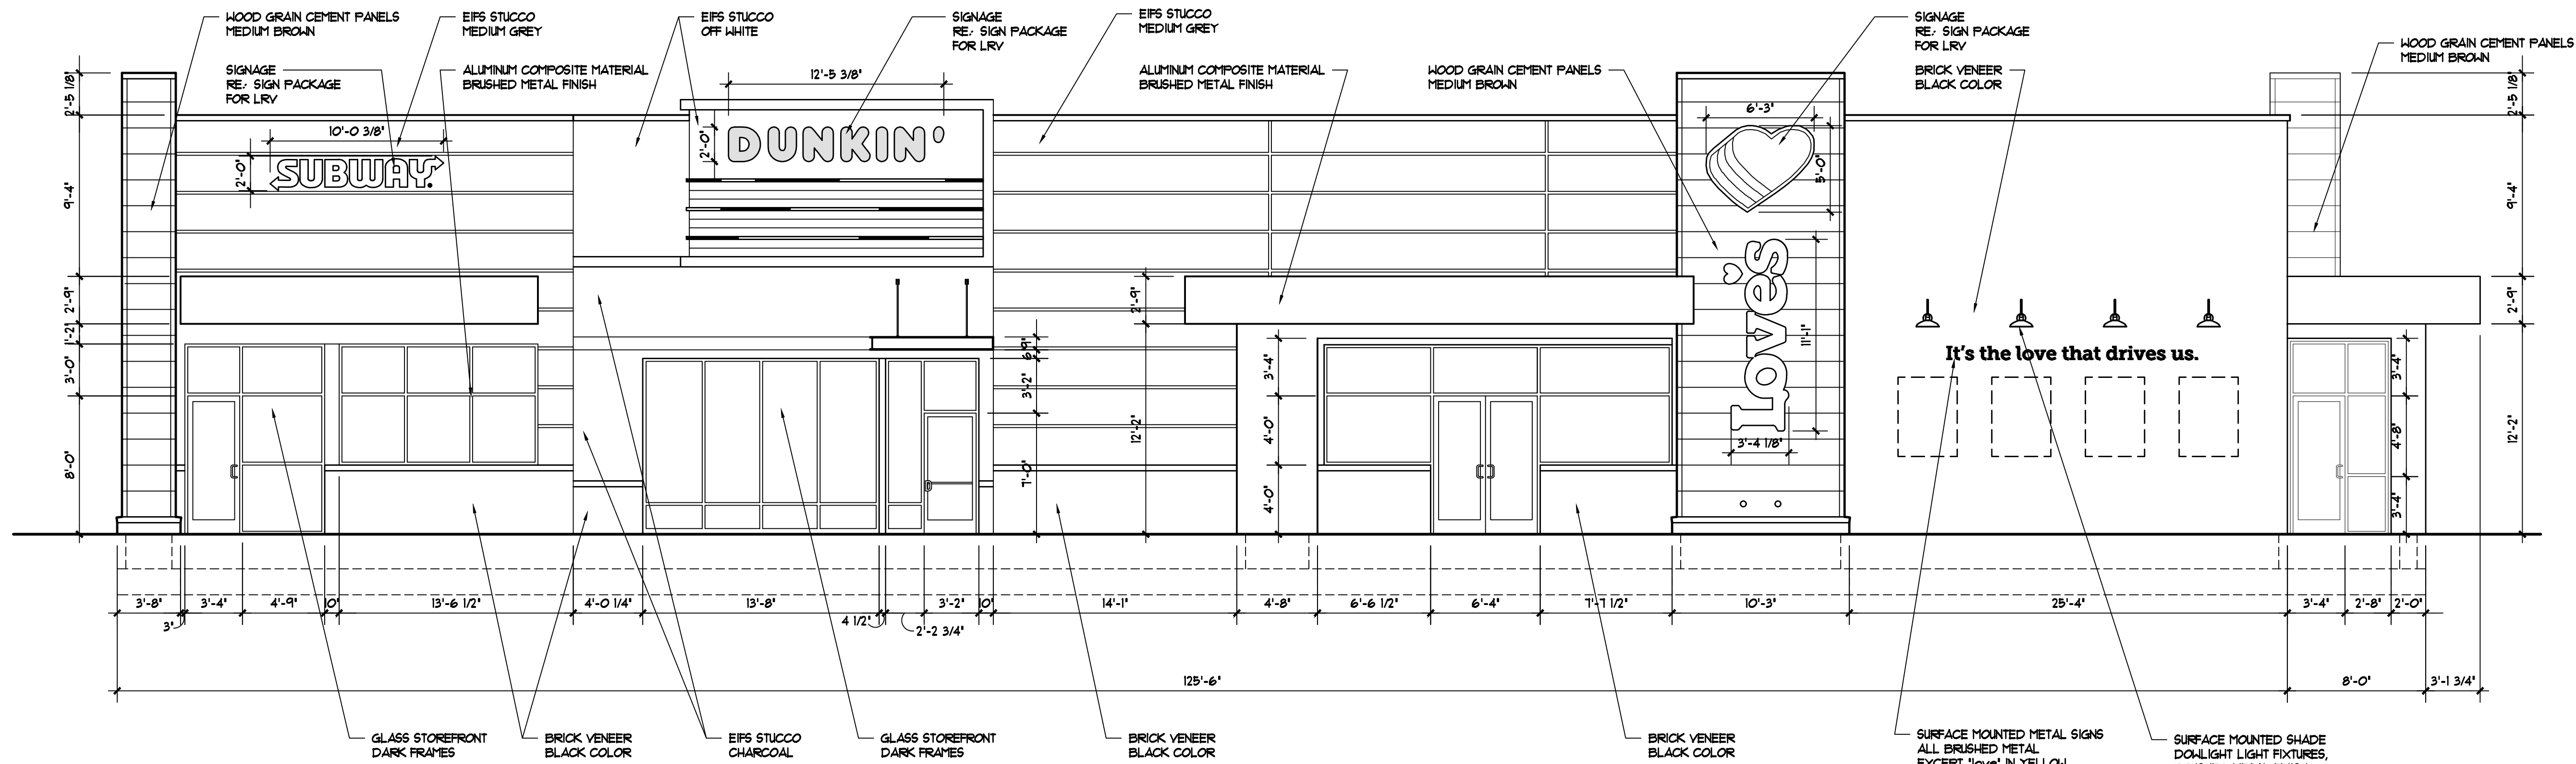 WOOD GRAIN CEMENT PANELS
MEDIUM BROWN
EIFS STUCCO
MEDIUM GREY
EIFS STUCCO
OFF WHITE
SIGNAGE
RE: SIGN PACKAGE
FOR LRV
EIFS STUCCO
MEDIUM GREY
SIGNAGE
RE: SIGN PACKAGE
FOR LRV
WOOD GRAIN CEMENT PANELS
MEDIUM BROWN
SIGNAGE
RE: SIGN PACKAGE
FOR LRV
ALUMINUM COMPOSITE MATERIAL
BRUSHED METAL FINISH
12'-5 3/8"
ALUMINUM COMPOSITE MATERIAL
BRUSHED METAL FINISH
WOOD GRAIN CEMENT PANELS
MEDIUM BROWN
BRICK VENEER
BLACK COLOR
2'-5 1/8"
10'-0 3/8"
2'-0"
SUBWAY
2'-0"
DUNKIN'
6'-3"
5'-0"
2'-5 1/8"
9'-4"
9'-4"
2'-9"
1'-2"
3'-0"
8'-0"
6"
9"
3'-2"
7'-0"
2'-9"
12'-2"
3'-4"
4'-0"
4'-0"
Love's
11'-1"
3'-4 1/8"
It's the love that drives us.
3'-4"
4'-8"
3'-4"
2'-9"
12'-2"
3'-8"
3"
3'-4"
4'-9"
10"
13'-6 1/2"
4'-0 1/4"
13'-8"
4 1/2"
2'-2 3/4"
3'-2"
10"
14'-1"
4'-8"
6'-6 1/2"
6'-4"
7'-7 1/2"
10'-3"
25'-4"
3'-4"
2'-8"
2'-0"
125'-6"
8'-0"
3'-1 3/4"
GLASS STOREFRONT
DARK FRAMES
BRICK VENEER
BLACK COLOR
EIFS STUCCO
CHARCOAL
GLASS STOREFRONT
DARK FRAMES
BRICK VENEER
BLACK COLOR
BRICK VENEER
BLACK COLOR
SURFACE MOUNTED METAL SIGNS
ALL BRUSHED METAL
EXCEPT "love" IN YELLOW
SURFACE MOUNTED SHADE
DOWLIGHT LIGHT FIXTURES,